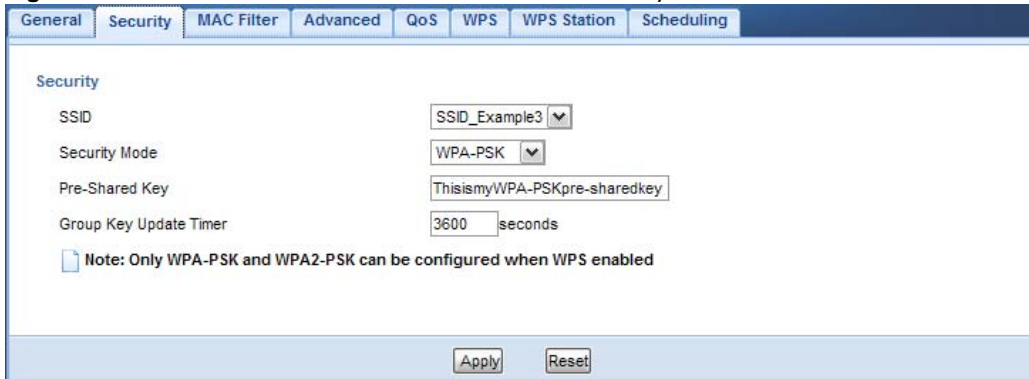 General Security MAC Filter Advanced QoS WPS WPS Station Scheduling
Security
SSID SSID_Example3
Security Mode WPA-PSK
Pre-Shared Key ThisismyWPA-PSKpre-sharedkey
Group Key Update Timer 3600 seconds
Note: Only WPA-PSK and WPA2-PSK can be configured when WPS enabled
Apply Reset